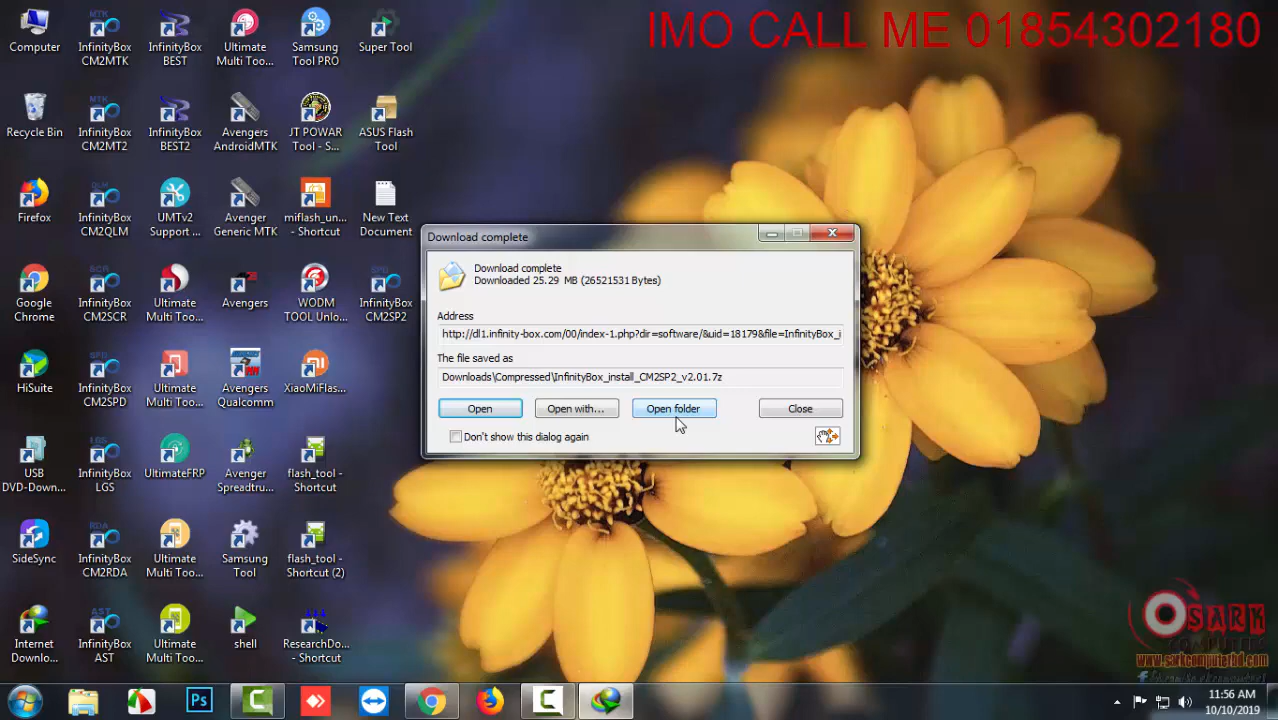 IMO CALL ME 01854302180
Computer
InfinityBox
CM2MTK
InfinityBox
BEST
Ultimate
Multi Too...
Samsung
Tool PRO
Super Tool
Recycle Bin
InfinityBox
CM2MT2
InfinityBox
BEST2
Avengers
AndroidMTK
JT POWAR
Tool - S...
ASUS Flash
Tool
Firefox
InfinityBox
CM2QLM
UMTv2
Support ...
Avenger
Generic MTK
miflash_un...
- Shortcut
New Text
Document
Google
Chrome
InfinityBox
CM2SCR
Ultimate
Multi Too...
Avengers
WODM
TOOL Unlo...
InfinityBox
CM2SP2
HiSuite
InfinityBox
CM2SPD
Ultimate
Multi Too...
Avengers
Qualcomm
XiaoMiFlas...
USB
DVD-Down...
InfinityBox
LGS
UltimateFRP
Avenger
Spreadtru...
flash_tool -
Shortcut
SideSync
InfinityBox
CM2RDA
Ultimate
Multi Too...
Samsung
Tool
flash_tool -
Shortcut (2)
Internet
Downlo...
InfinityBox
AST
Ultimate
Multi Too...
shell
ResearchDo...
- Shortcut
Download complete
Download complete
Downloaded 25.29 MB (26521531 Bytes)
Address
http://dl1.infinity-box.com/00/index-1.php?dir=software/&uid=18179&file=InfinityBox_i
The file saved as
Downloads\Compressed\InfinityBox_install_CM2SP2_v2.01.7z
Open
Open with...
Open folder
Close
Don't show this dialog again
SARK
www.sarkcomputerbd.com
Ps
11:56 AM
10/10/2019